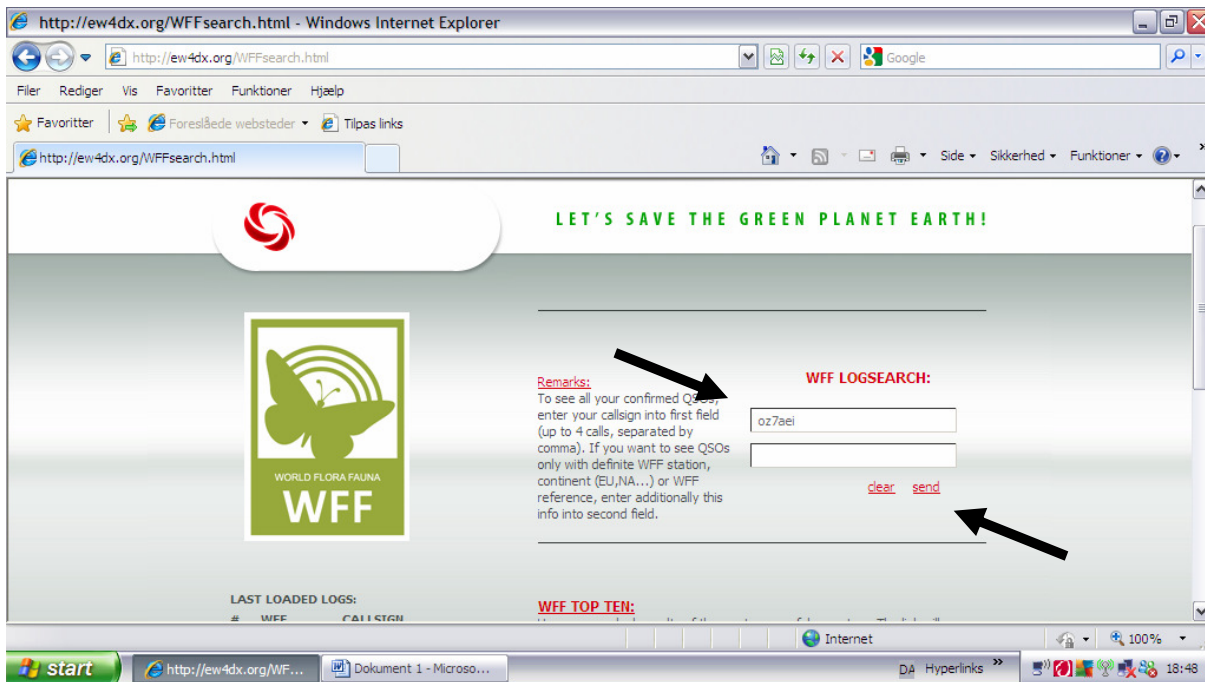 http://ew4dx.org/WFFsearch.html - Windows Internet Explorer
http://ew4dx.org/WFFsearch.html
Google
Filer Rediger Vis Favoritter Funktioner Hjælp
Favoritter Foreslåede websteder Tilpas links
http://ew4dx.org/WFFsearch.html Side Sikkerhed Funktioner »
LET'S SAVE THE GREEN PLANET EARTH!
WORLD FLORA FAUNA
WFF
Remarks:
To see all your confirmed QSOs,
enter your callsign into first field
(up to 4 calls, separated by
comma). If you want to see QSOs
only with definite WFF station,
continent (EU,NA...) or WFF
reference, enter additionally this
info into second field.
WFF LOGSEARCH:
oz7aei
clear send
LAST LOADED LOGS:
# WFF CALLSIGN
WFF TOP TEN:
Internet 100%
start http://ew4dx.org/WF... Dokument 1 - Microso... DA Hyperlinks » 18:48